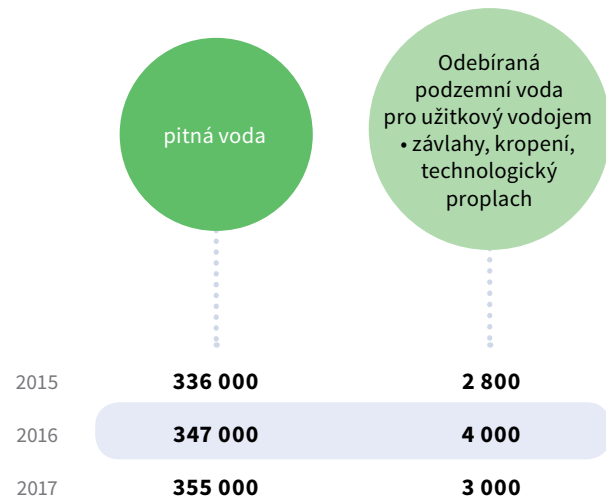 pitná voda
Odebíraná
podzemní voda
pro užitkový vodojem
• závlahy, kropení,
technologický
proplach
2015 336 000 2 800
2016 347 000 4 000
2017 355 000 3 000